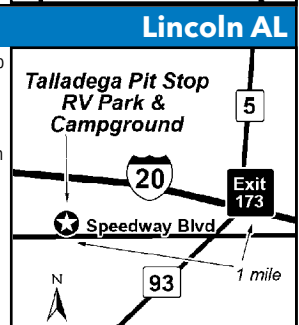 Lincoln AL
Talladega Pit Stop
RV Park &
Campground
5
20
Exit
173
Speedway Blvd
1 mile
93
N